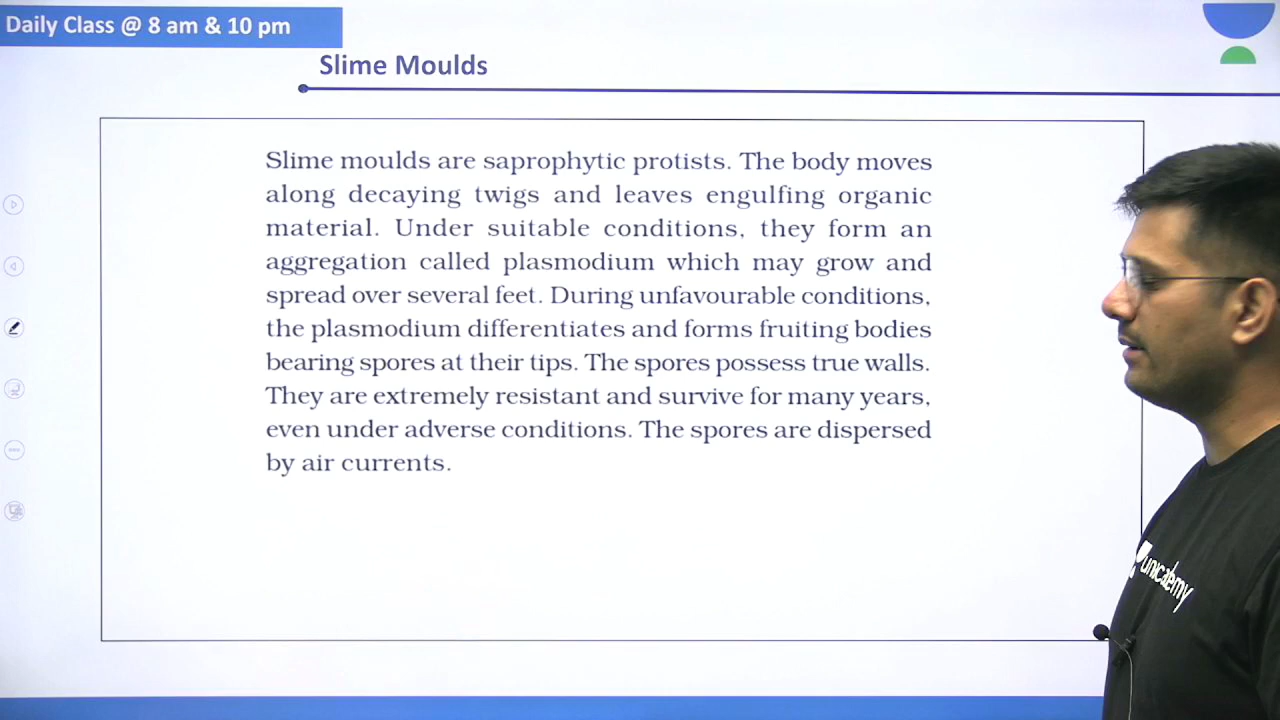 Daily Class @ 8 am & 10 pm
Slime Moulds
Slime moulds are saprophytic protists. The body moves
along decaying twigs and leaves engulfing organic
material. Under suitable conditions, they form an
aggregation called plasmodium which may grow and
spread over several feet. During unfavourable conditions,
the plasmodium differentiates and forms fruiting bodies
bearing spores at their tips. The spores possess true walls.
They are extremely resistant and survive for many years,
even under adverse conditions. The spores are dispersed
by air currents.
unacademy